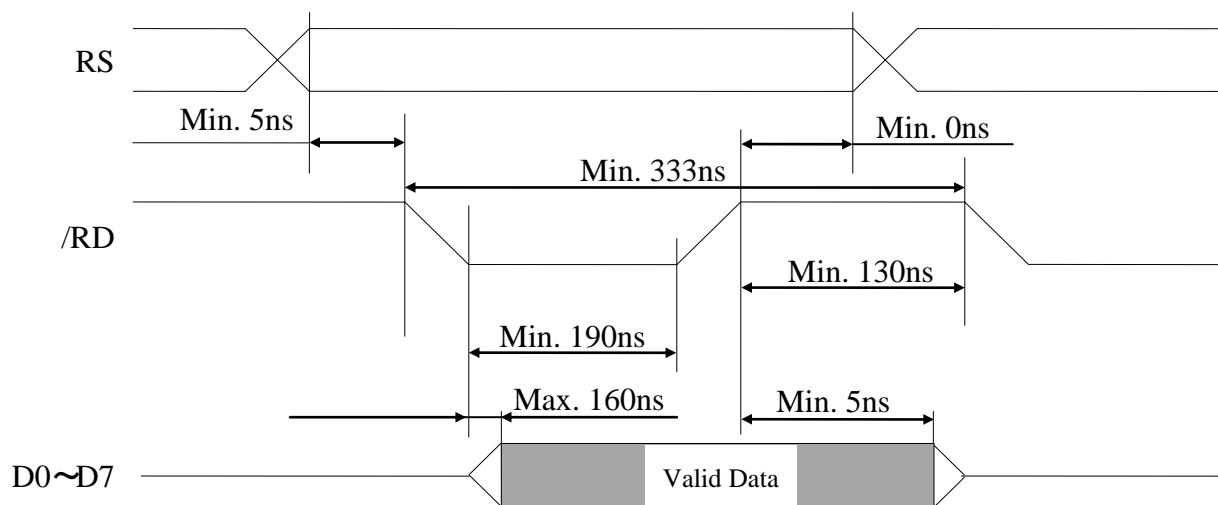 RS
Min. 5ns
Min. 0ns
Min. 333ns
/RD
Min. 130ns
Min. 190ns
Max. 160ns
Min. 5ns
D0~D7
Valid Data